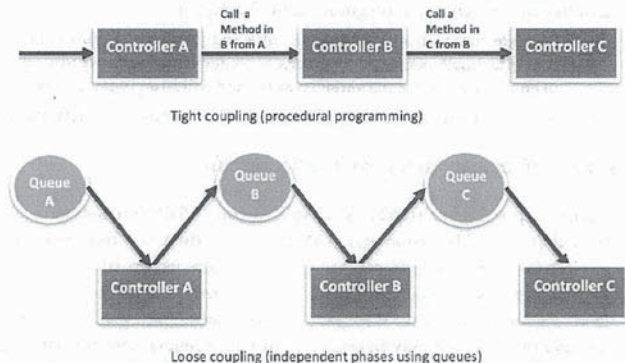 Call a
Method in
B from A
Call a
Method in
C from B
Controller A
Controller B
Controller C
Tight coupling (procedural programming)
Queue
A
Queue
B
Queue
C
Controller A
Controller B
Controller C
Loose coupling (independent phases using queues)